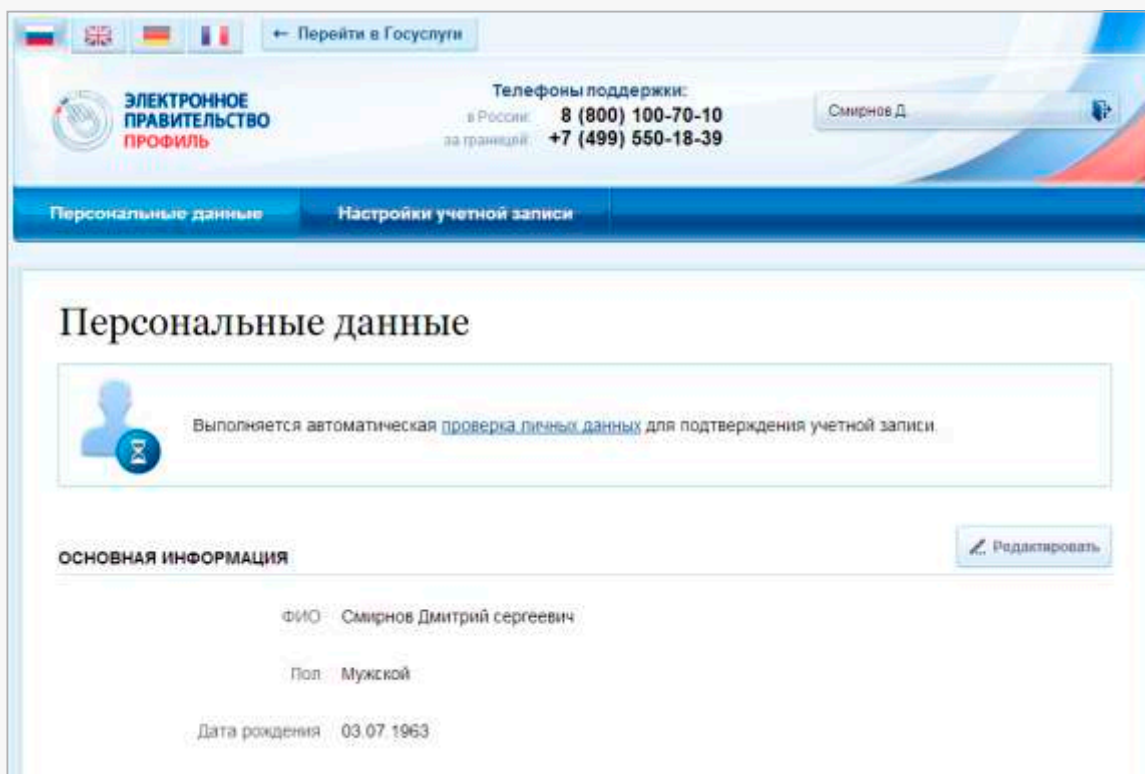 ← Перейти в Госуслуги
ЭЛЕКТРОННОЕ
ПРАВИТЕЛЬСТВО
ПРОФИЛЬ
Телефоны поддержки:
в России: 8 (800) 100-70-10
за границей: +7 (499) 550-18-39
Смирнов Д.
Персональные данные
Настройки учетной записи
Персональные данные
Выполняется автоматическая проверка личных данных для подтверждения учетной записи.
ОСНОВНАЯ ИНФОРМАЦИЯ
Редактировать
ФИО Смирнов Дмитрий сергеевич
Пол Мужской
Дата рождения 03.07.1963